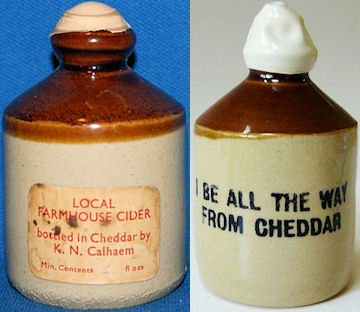 LOCAL
FARMHOUSE CIDER
bottled in Cheddar by
K. N. Calhaem
Min. Contents fl ozs
I BE ALL THE WAY
FROM CHEDDAR